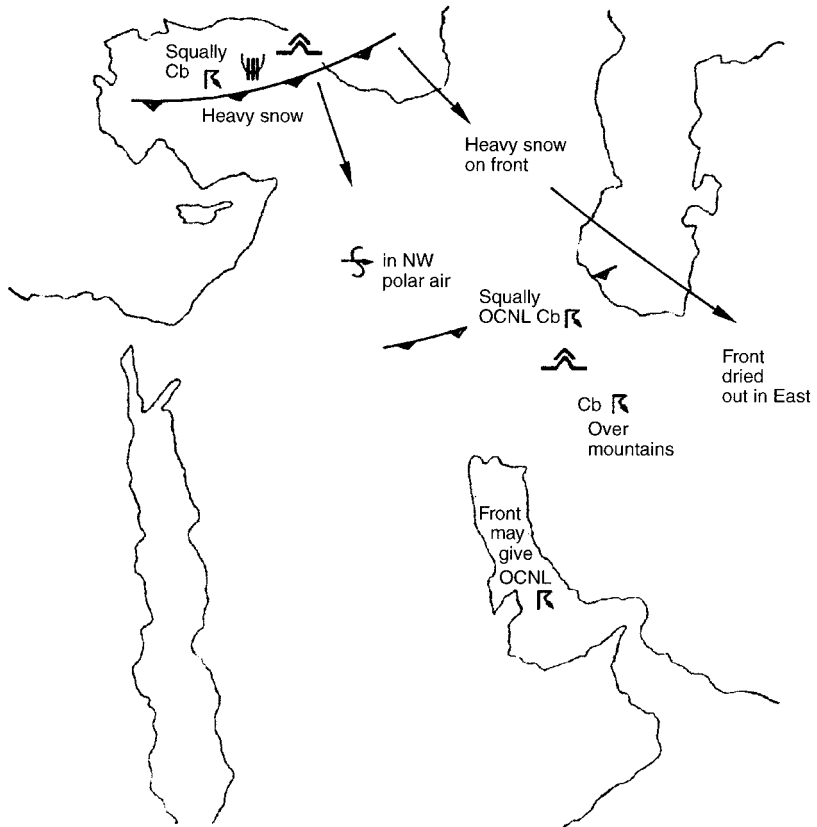 Squally
Cb
Heavy snow
Heavy snow
on front
in NW
polar air
Squally
OCNL Cb
Front
dried
out in East
Cb
Over
mountains
Front
may
give
OCNL